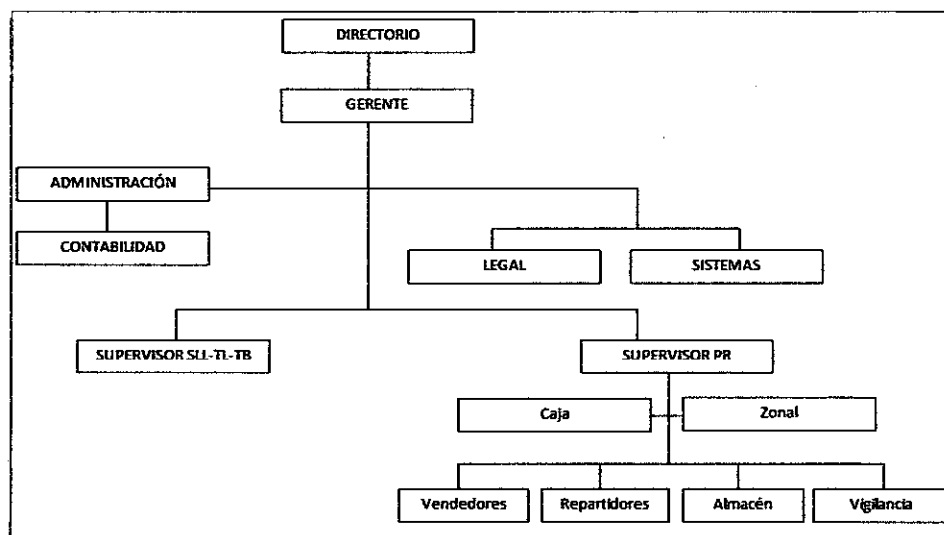 DIRECTORIO
GERENTE
ADMINISTRACIÓN
CONTABILIDAD
LEGAL
SISTEMAS
SUPERVISOR SLL-TL-TB
SUPERVISOR PR
Caja
Zonal
Vendedores
Repartidores
Almacén
Vigilancia